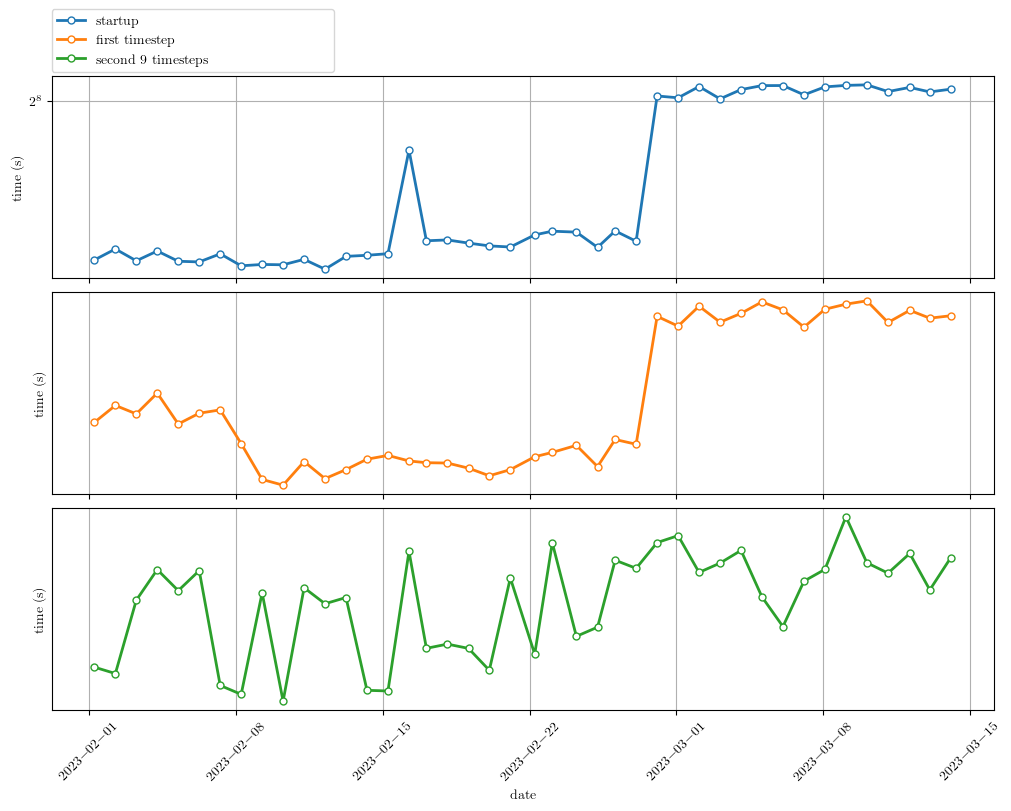 startup
first timestep
second 9 timesteps
2⁸
time (s)
time (s)
time (s)
2023−02−01
2023−02−08
2023−02−15
2023−02−22
2023−03−01
2023−03−08
2023−03−15
date